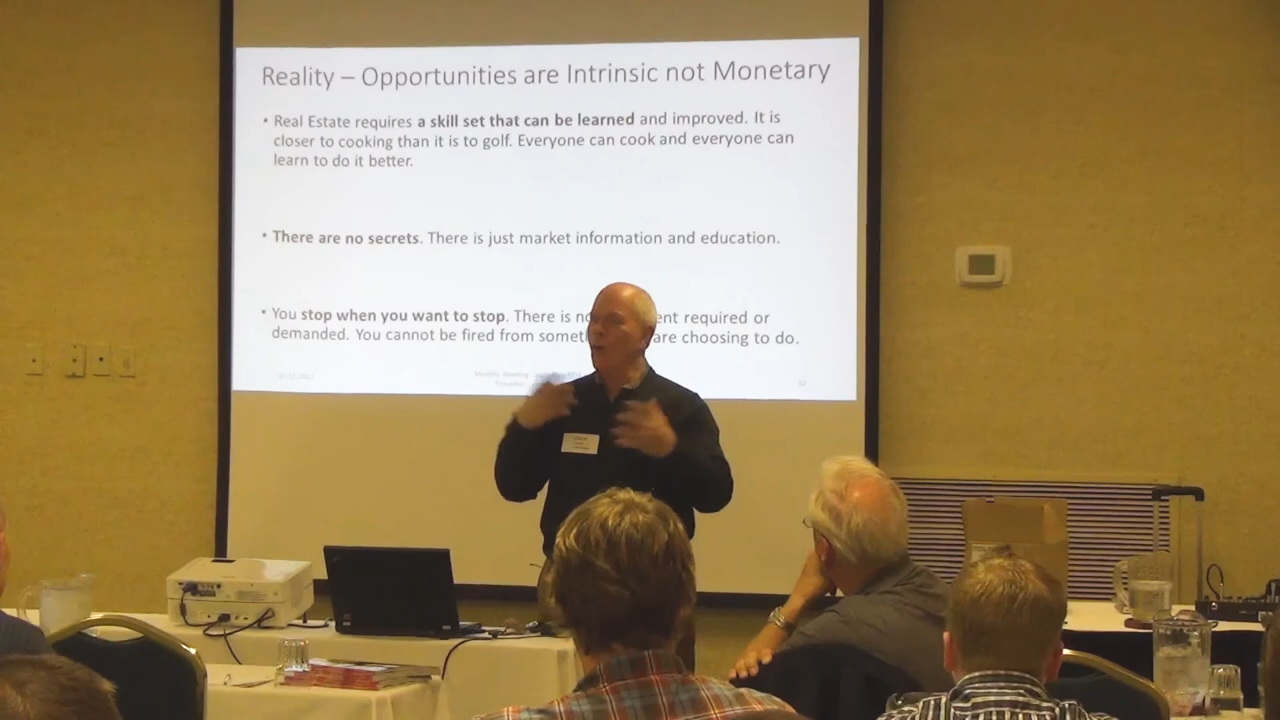 Reality – Opportunities are Intrinsic not Monetary
• Real Estate requires a skill set that can be learned and improved. It is
closer to cooking than it is to golf. Everyone can cook and everyone can
learn to do it better.
• There are no secrets. There is just market information and education.
• You stop when you want to stop. There is ent required or
demanded. You cannot be fired from are choosing to do.
Monthly Meeting